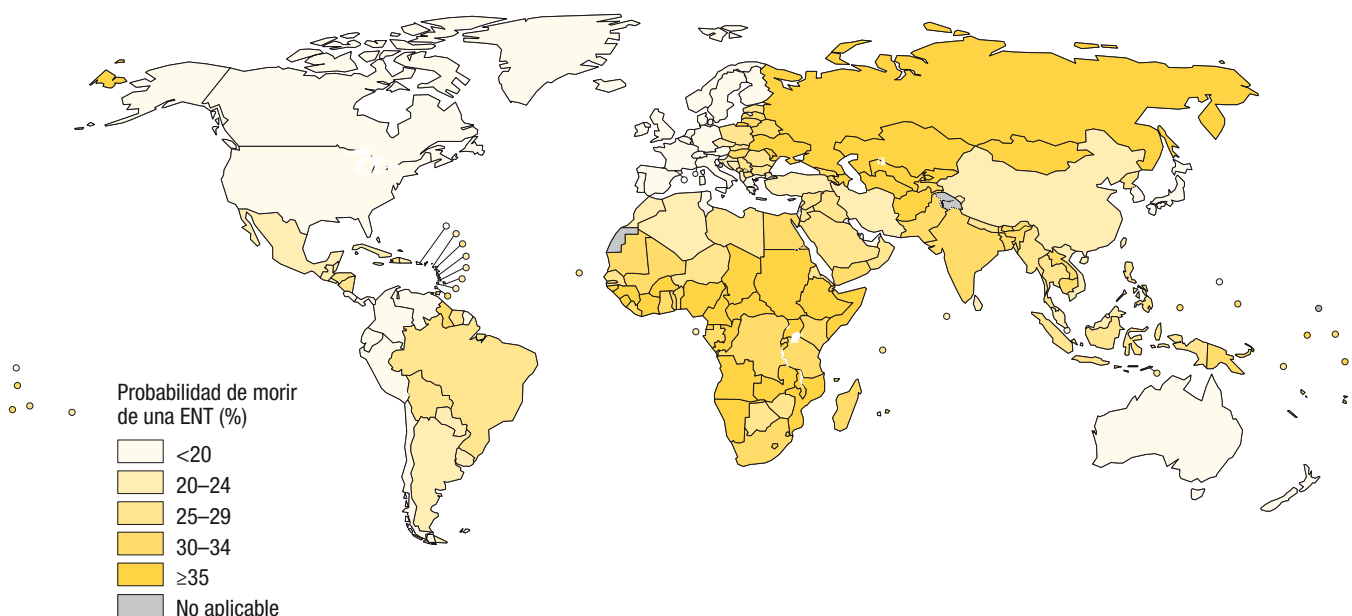 Probabilidad de morir
de una ENT (%)
<20
20–24
25–29
30–34
≥35
No aplicable